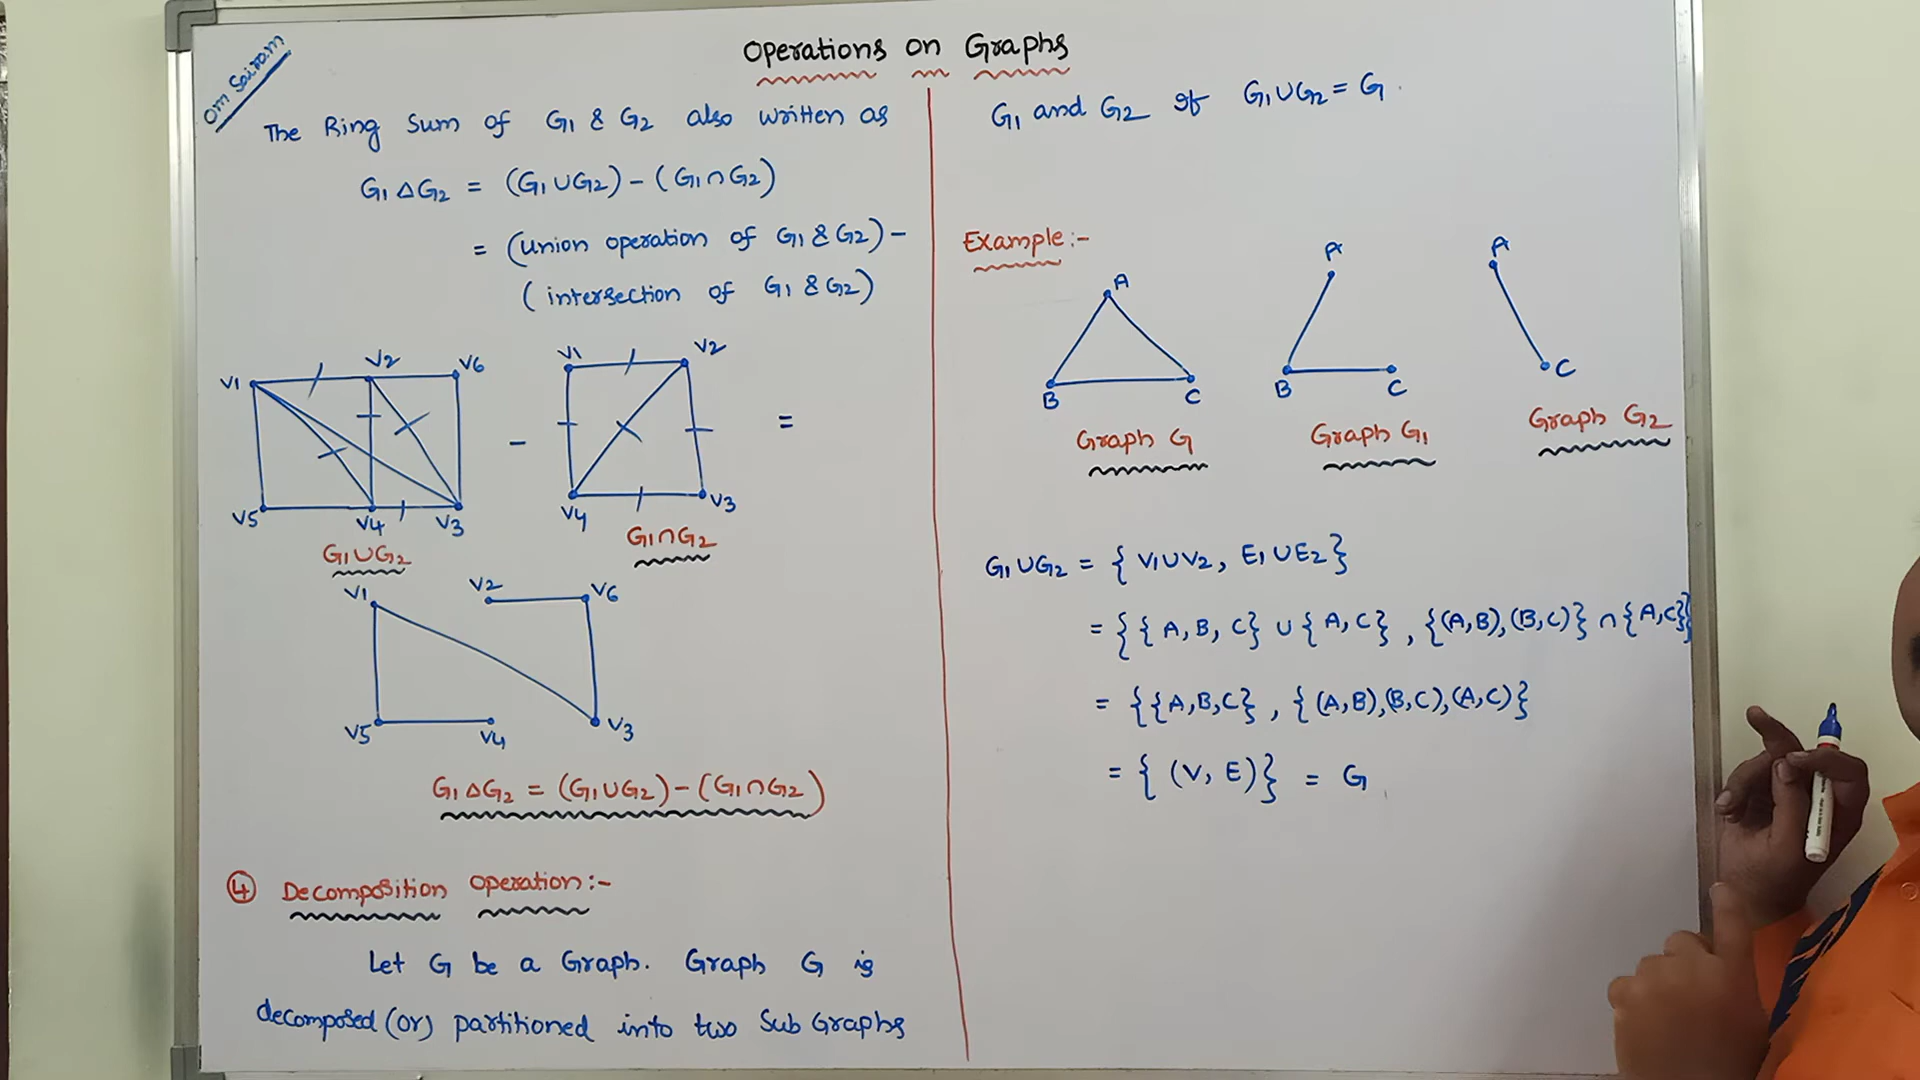 Om Sairam
Operations on Graphs
The Ring Sum of G1 & G2 also written as
G1 Δ G2 = (G1 ∪ G2) - (G1 ∩ G2)
= (union operation of G1 & G2) -
(intersection of G1 & G2)
V1 V2 V6
V5 V4 V3
G1 ∪ G2
-
V1 V2
V4 V3
G1 ∩ G2
=
V1 V2 V6
V5 V4 V3
G1 Δ G2 = (G1 ∪ G2) - (G1 ∩ G2)
4 Decomposition operation:-
Let G be a Graph. Graph G is
decomposed (or) partitioned into two Sub Graphs
G1 and G2 if G1 ∪ G2 = G.
Example:-
A
B C
Graph G
A
B C
Graph G1
A
C
Graph G2
G1 ∪ G2 = { V1 ∪ V2, E1 ∪ E2 }
= { { A, B, C } ∪ { A, C }, {(A,B),(B,C)} ∩ {A,C}}
= {{A,B,C}, {(A,B),(B,C),(A,C)}
= { (V, E)} = G